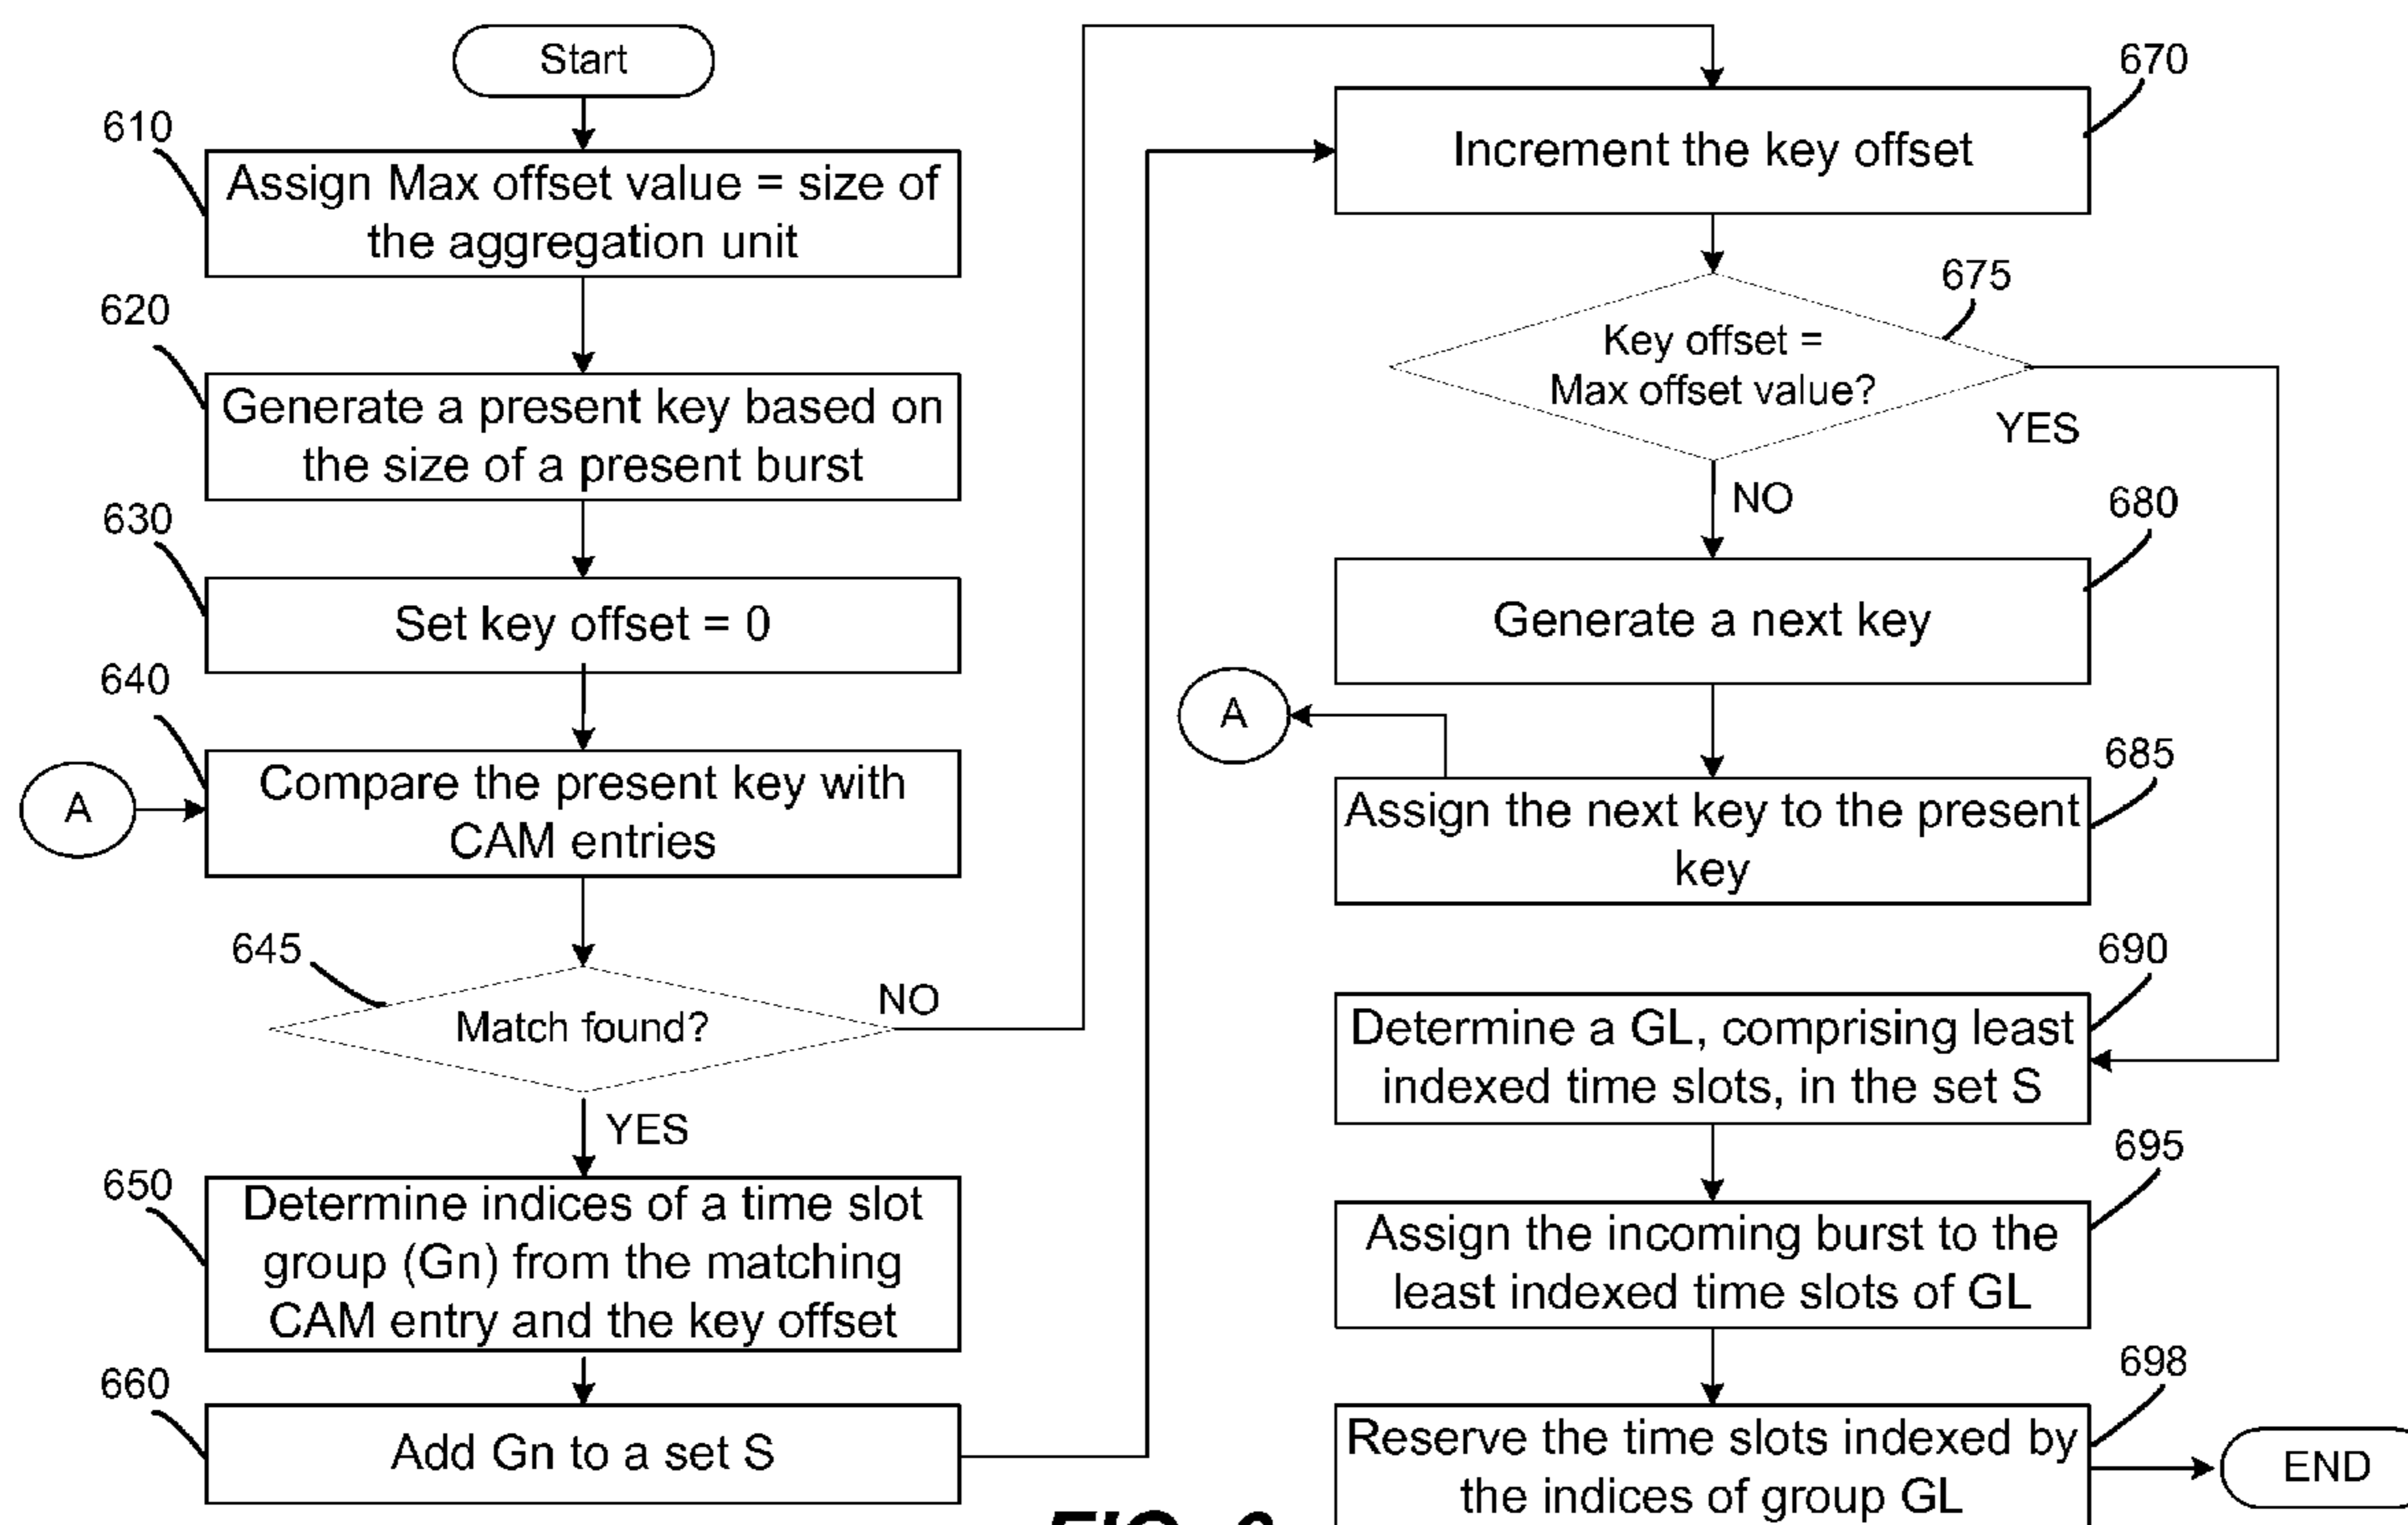 Start
610
Assign Max offset value = size of
the aggregation unit
620
Generate a present key based on
the size of a present burst
630
Set key offset = 0
640
A
Compare the present key with
CAM entries
645
Match found?
NO
YES
650
Determine indices of a time slot
group (Gn) from the matching
CAM entry and the key offset
660
Add Gn to a set S
670
Increment the key offset
675
Key offset =
Max offset value?
YES
NO
680
Generate a next key
A
685
Assign the next key to the present
key
690
Determine a GL, comprising least
indexed time slots, in the set S
695
Assign the incoming burst to the
least indexed time slots of GL
698
Reserve the time slots indexed by
the indices of group GL
END